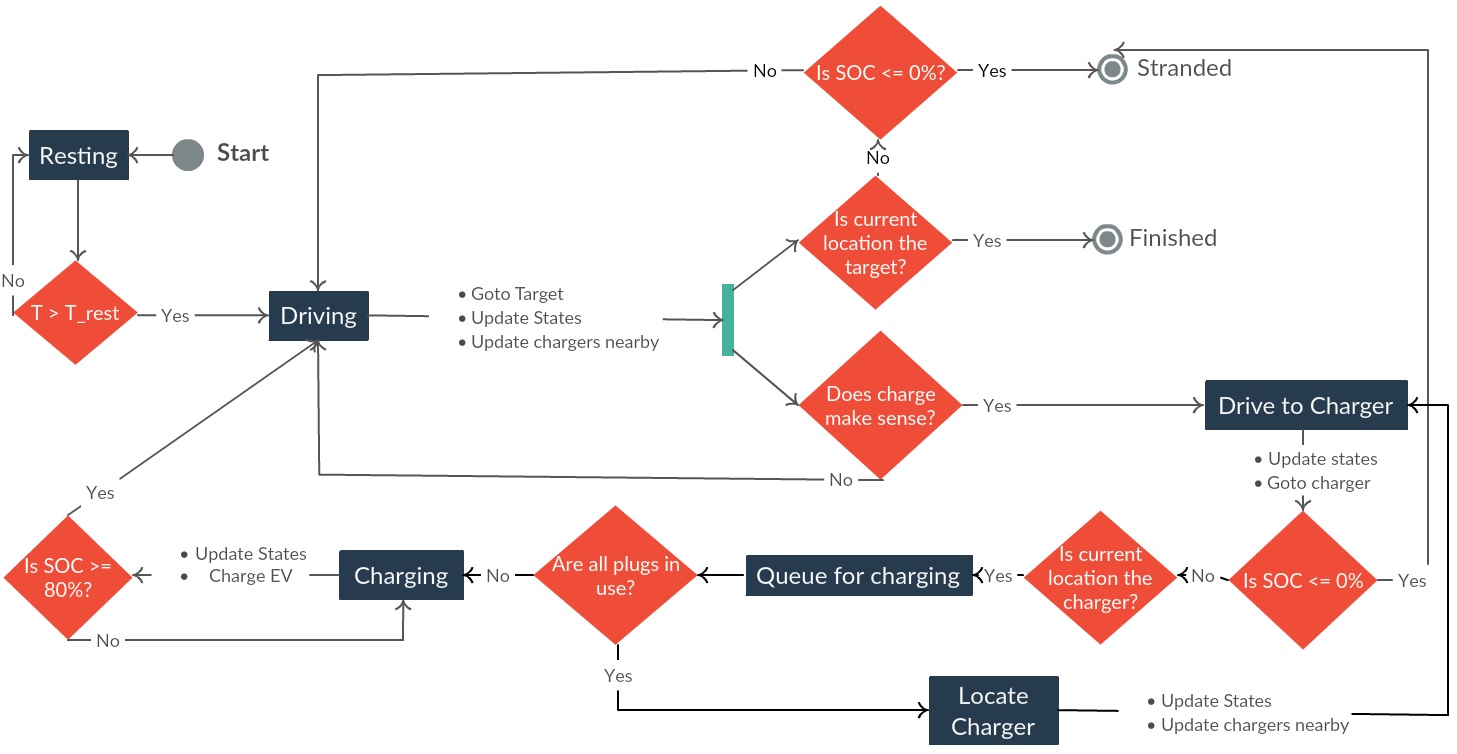 Is SOC <= 0%?
No
Yes
Stranded
Resting
Start
No
Is current
location the
target?
Yes
Finished
No
T > T_rest
Yes
Driving
• Goto Target
• Update States
• Update chargers nearby
Does charge
make sense?
Yes
Drive to Charger
No
• Update states
• Goto charger
Yes
Is SOC >=
80%?
• Update States
• Charge EV
Charging
No
Are all plugs in
use?
Queue for charging
Yes
Is current
location the
charger?
No
Is SOC <= 0%
Yes
No
Yes
Locate
Charger
• Update States
• Update chargers nearby